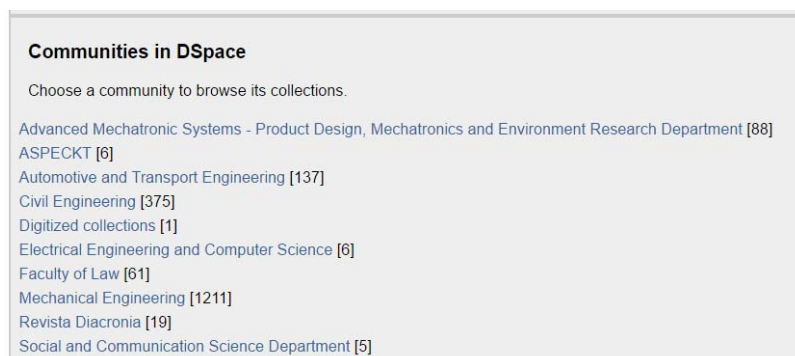 Communities in DSpace
Choose a community to browse its collections.
Advanced Mechatronic Systems - Product Design, Mechatronics and Environment Research Department [88]
ASPECKT [6]
Automotive and Transport Engineering [137]
Civil Engineering [375]
Digitized collections [1]
Electrical Engineering and Computer Science [6]
Faculty of Law [61]
Mechanical Engineering [1211]
Revista Diacronia [19]
Social and Communication Science Department [5]